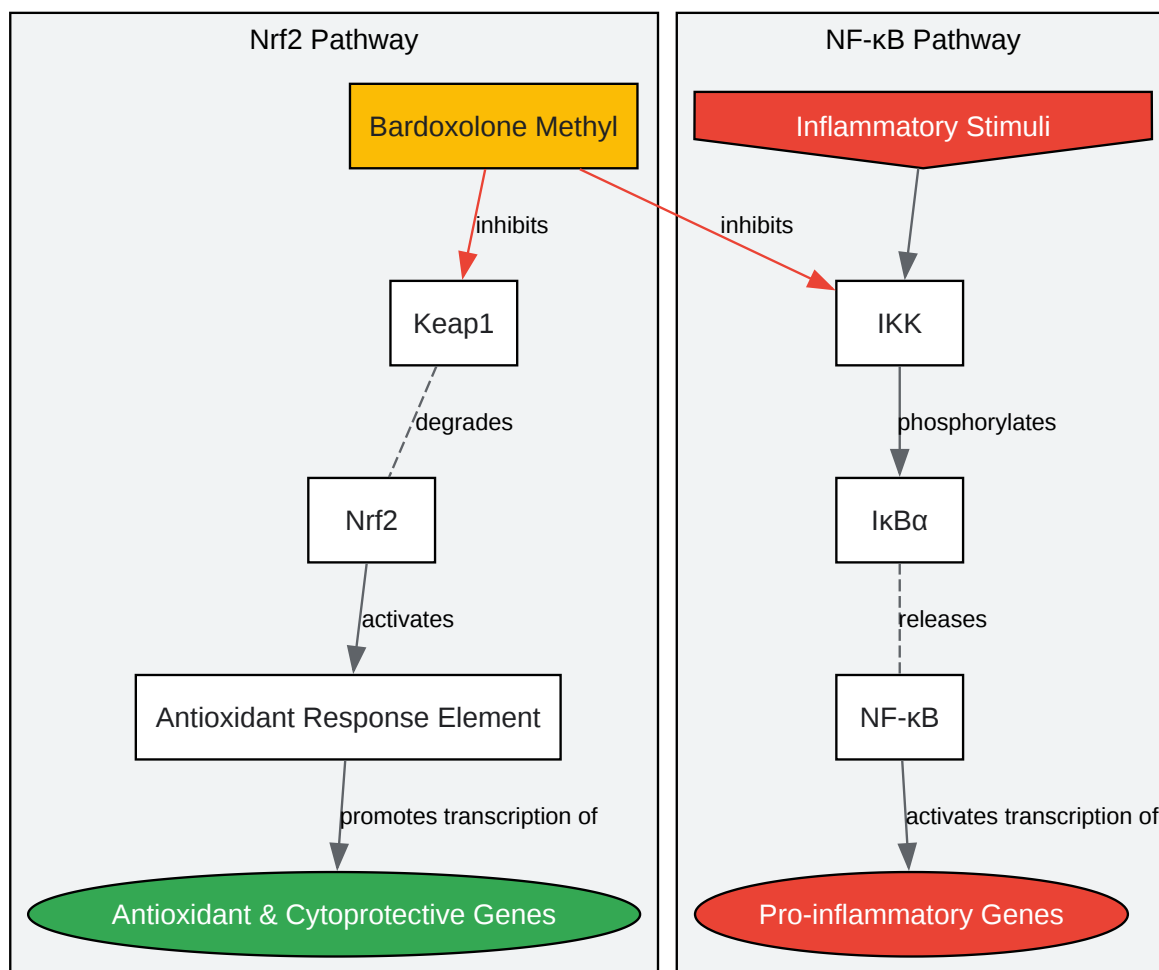 Nrf2 Pathway
Bardoxolone Methyl
inhibits
Keap1
degrades
Nrf2
activates
Antioxidant Response Element
promotes transcription of
Antioxidant & Cytoprotective Genes
NF-κB Pathway
Inflammatory Stimuli
inhibits
IKK
phosphorylates
IκBα
releases
NF-κB
activates transcription of
Pro-inflammatory Genes